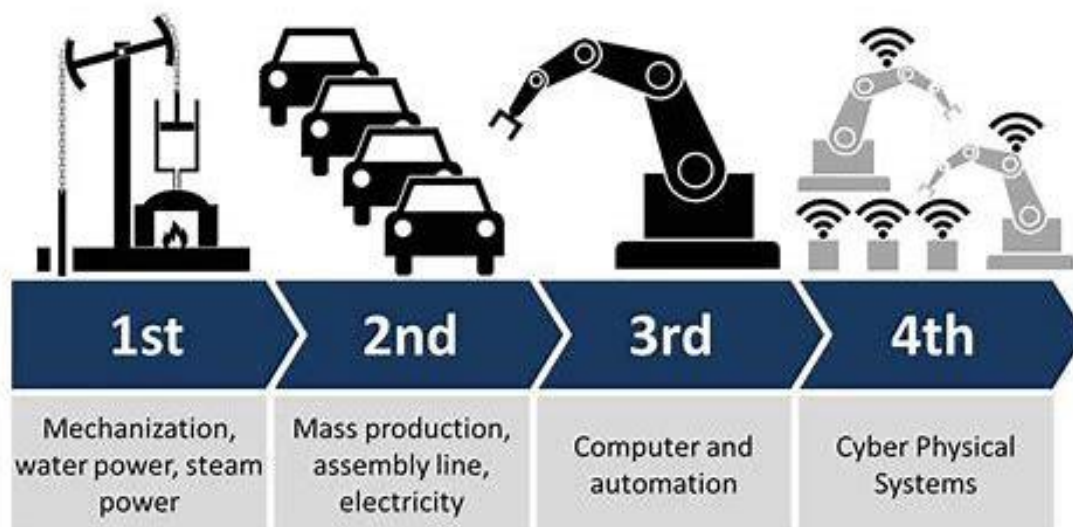 1st
2nd
3rd
4th
Mechanization,
water power, steam
power
Mass production,
assembly line,
electricity
Computer and
automation
Cyber Physical
Systems